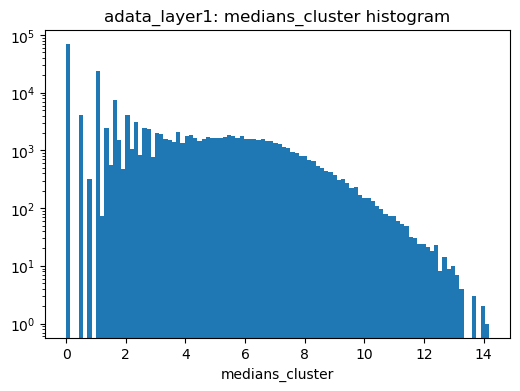 adata_layer1: medians_cluster histogram
10⁵
10⁴
10³
10²
10¹
10⁰
0 2 4 6 8 10 12 14
medians_cluster